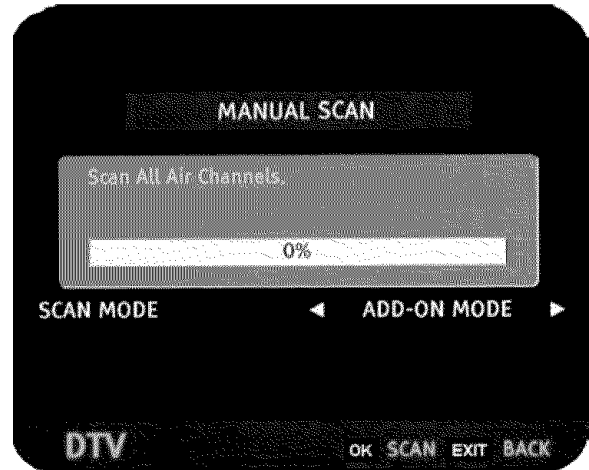 MANUAL SCAN
Scan All Air Channels.
0%
SCAN MODE ◀ ADD-ON MODE ▶
DTV OK SCAN EXIT BACK